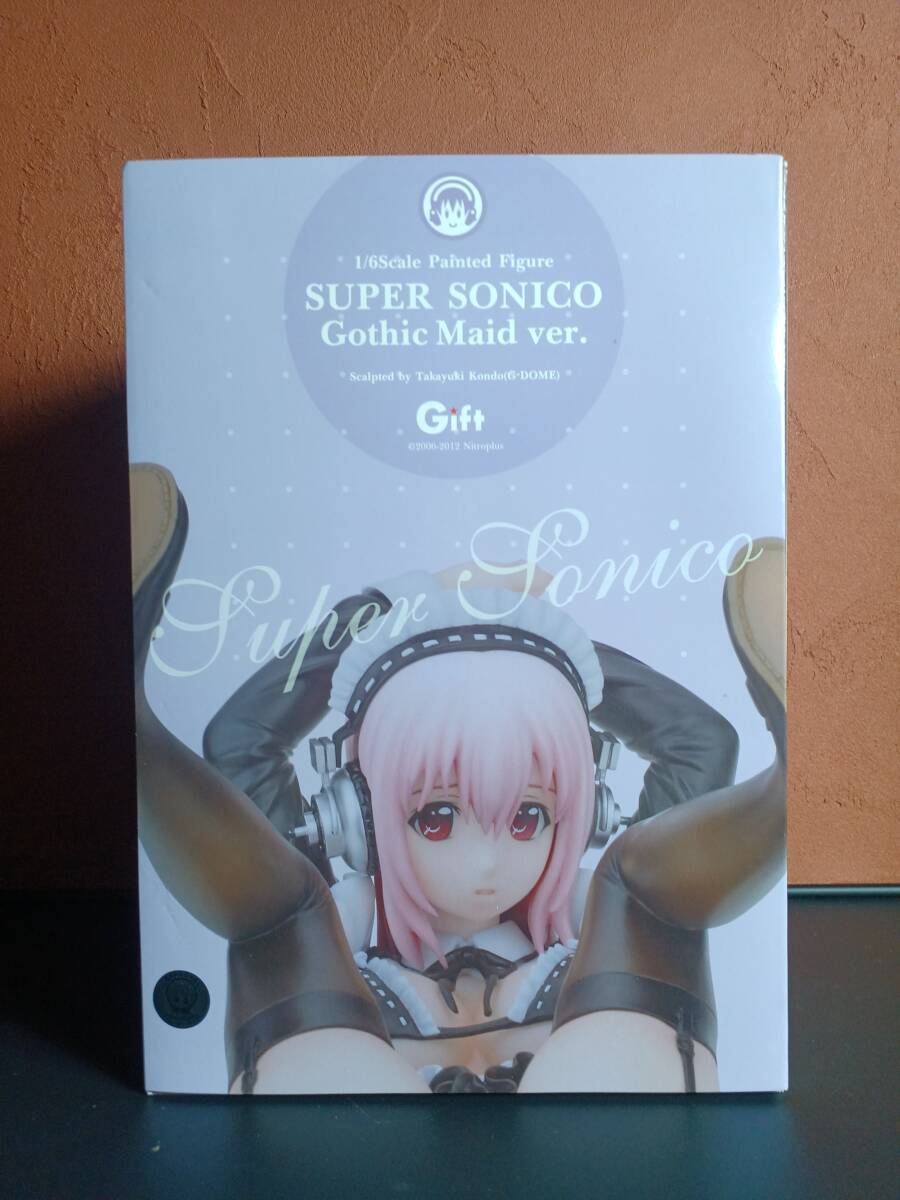 1/6Scale Painted Figure
SUPER SONICO
Gothic Maid ver.
Scalpted by Takayuki Kondo(G-DOME)
Gift
©2006-2012 Nitroplus
Super Sonico